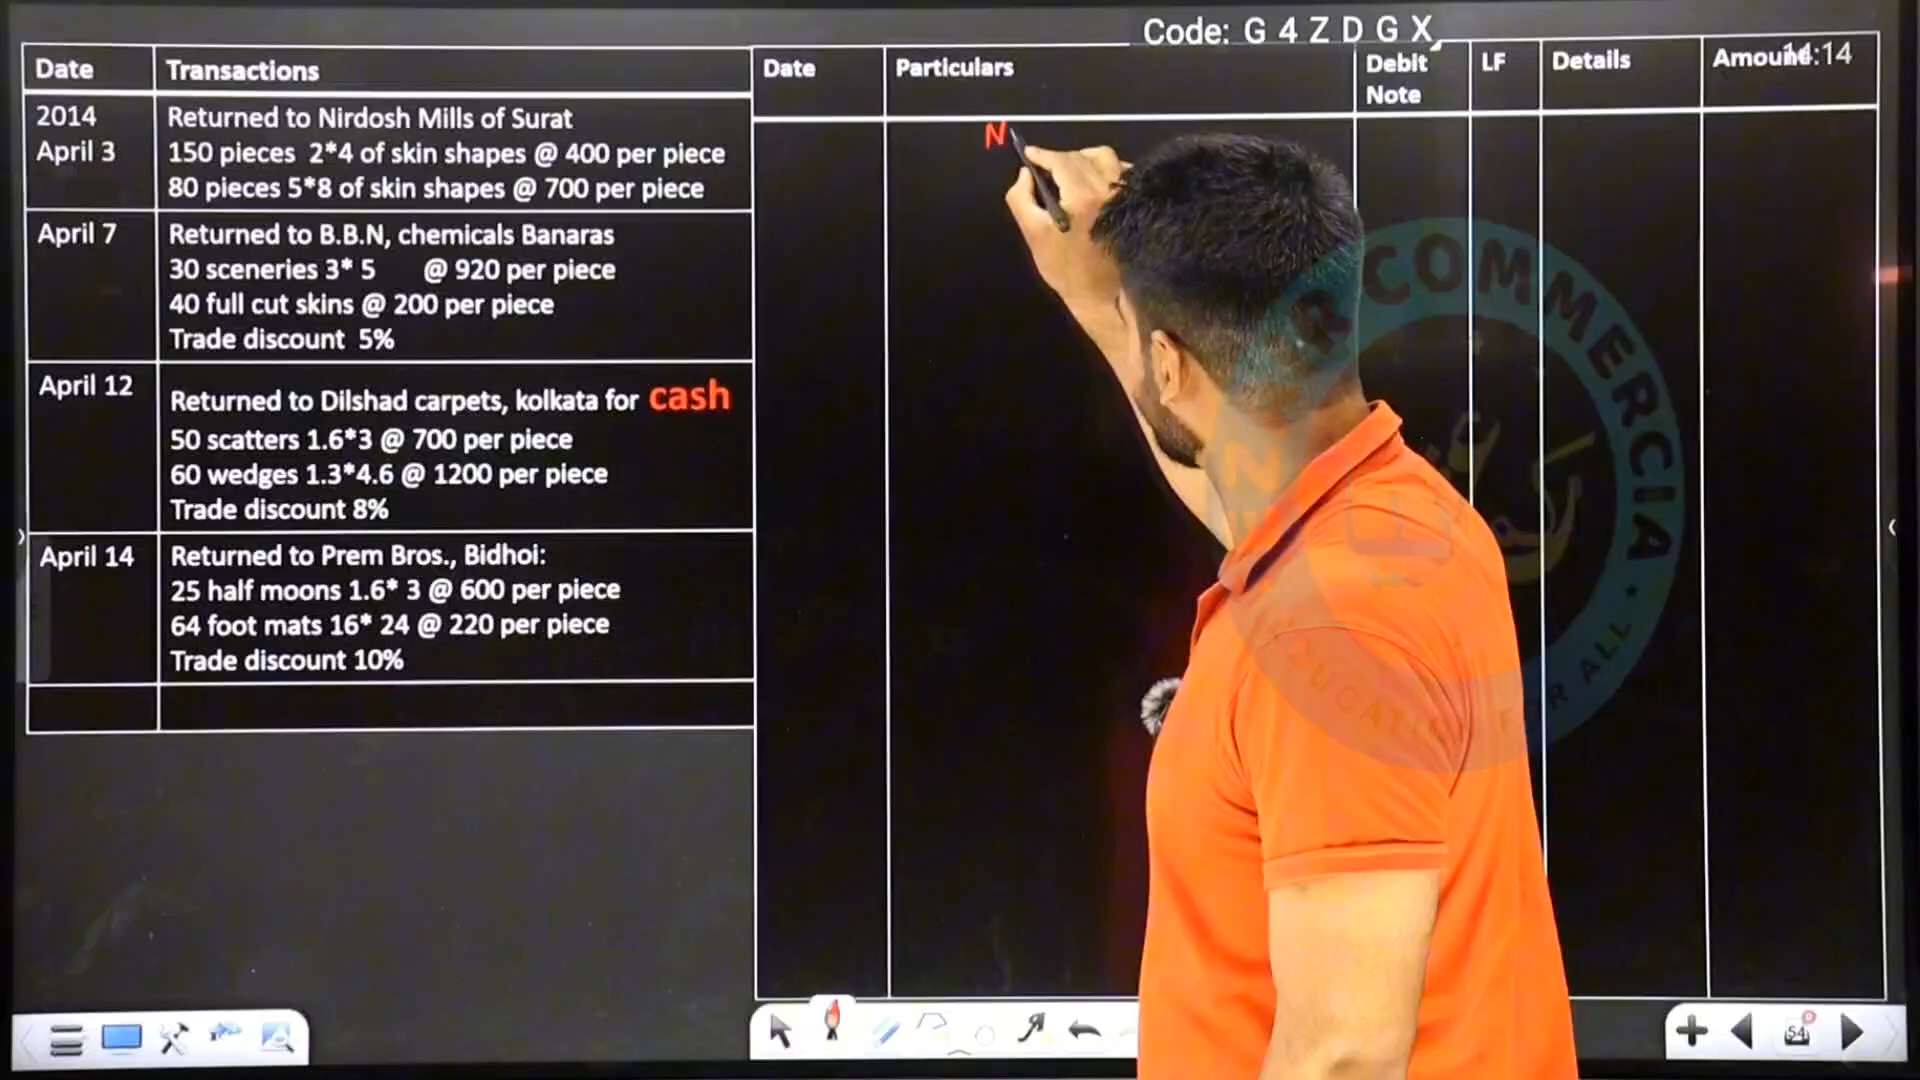 Code: G 4 Z D G X
14:14
Date Transactions
2014 Returned to Nirdosh Mills of Surat
April 3 150 pieces 2*4 of skin shapes @ 400 per piece
80 pieces 5*8 of skin shapes @ 700 per piece
April 7 Returned to B.B.N, chemicals Banaras
30 sceneries 3* 5 @ 920 per piece
40 full cut skins @ 200 per piece
Trade discount 5%
April 12
Returned to Dilshad carpets, kolkata for cash
50 scatters 1.6*3 @ 700 per piece
60 wedges 1.3*4.6 @ 1200 per piece
Trade discount 8%
April 14 Returned to Prem Bros., Bidhoi:
25 half moons 1.6* 3 @ 600 per piece
64 foot mats 16* 24 @ 220 per piece
Trade discount 10%
Date Particulars Debit Note LF Details Amount
N
R COMMERCIA
FOR ALL
54